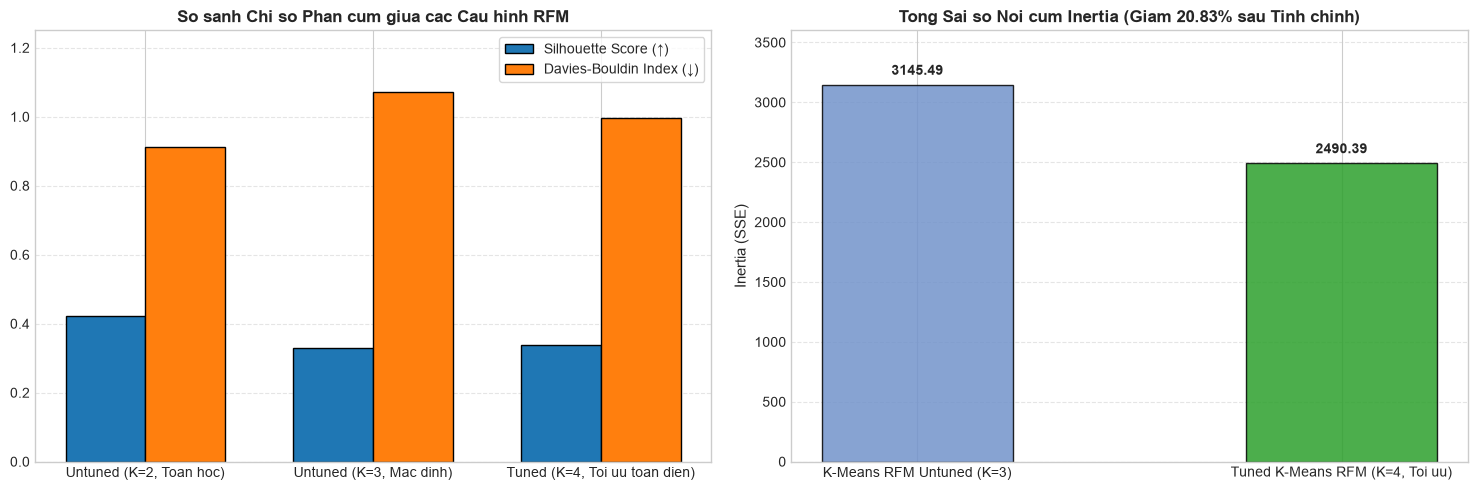 So sanh Chi so Phan cum giua cac Cau hinh RFM
1.2
1.0
0.8
0.6
0.4
0.2
0.0
Silhouette Score (↑)
Davies-Bouldin Index (↓)
Untuned (K=2, Toan hoc)
Untuned (K=3, Mac dinh)
Tuned (K=4, Toi uu toan dien)
Tong Sai so Noi cum Inertia (Giam 20.83% sau Tinh chinh)
Inertia (SSE)
3500
3000
2500
2000
1500
1000
500
0
3145.49
2490.39
K-Means RFM Untuned (K=3)
Tuned K-Means RFM (K=4, Toi uu)